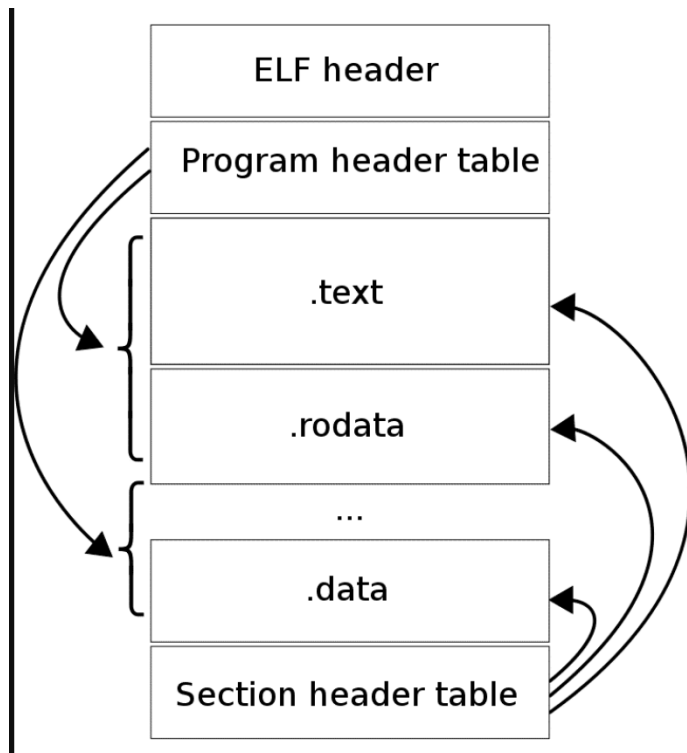 ELF header
Program header table
.text
.rodata
...
.data
Section header table